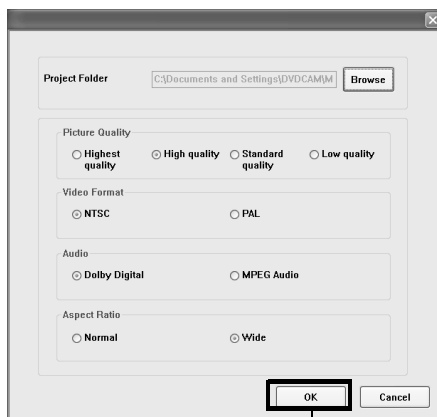 Project Folder C:\Documents and Settings\DVDCAM\M Browse
Picture Quality
Highest quality High quality Standard quality Low quality
Video Format
NTSC PAL
Audio
Dolby Digital MPEG Audio
Aspect Ratio
Normal Wide
OK Cancel